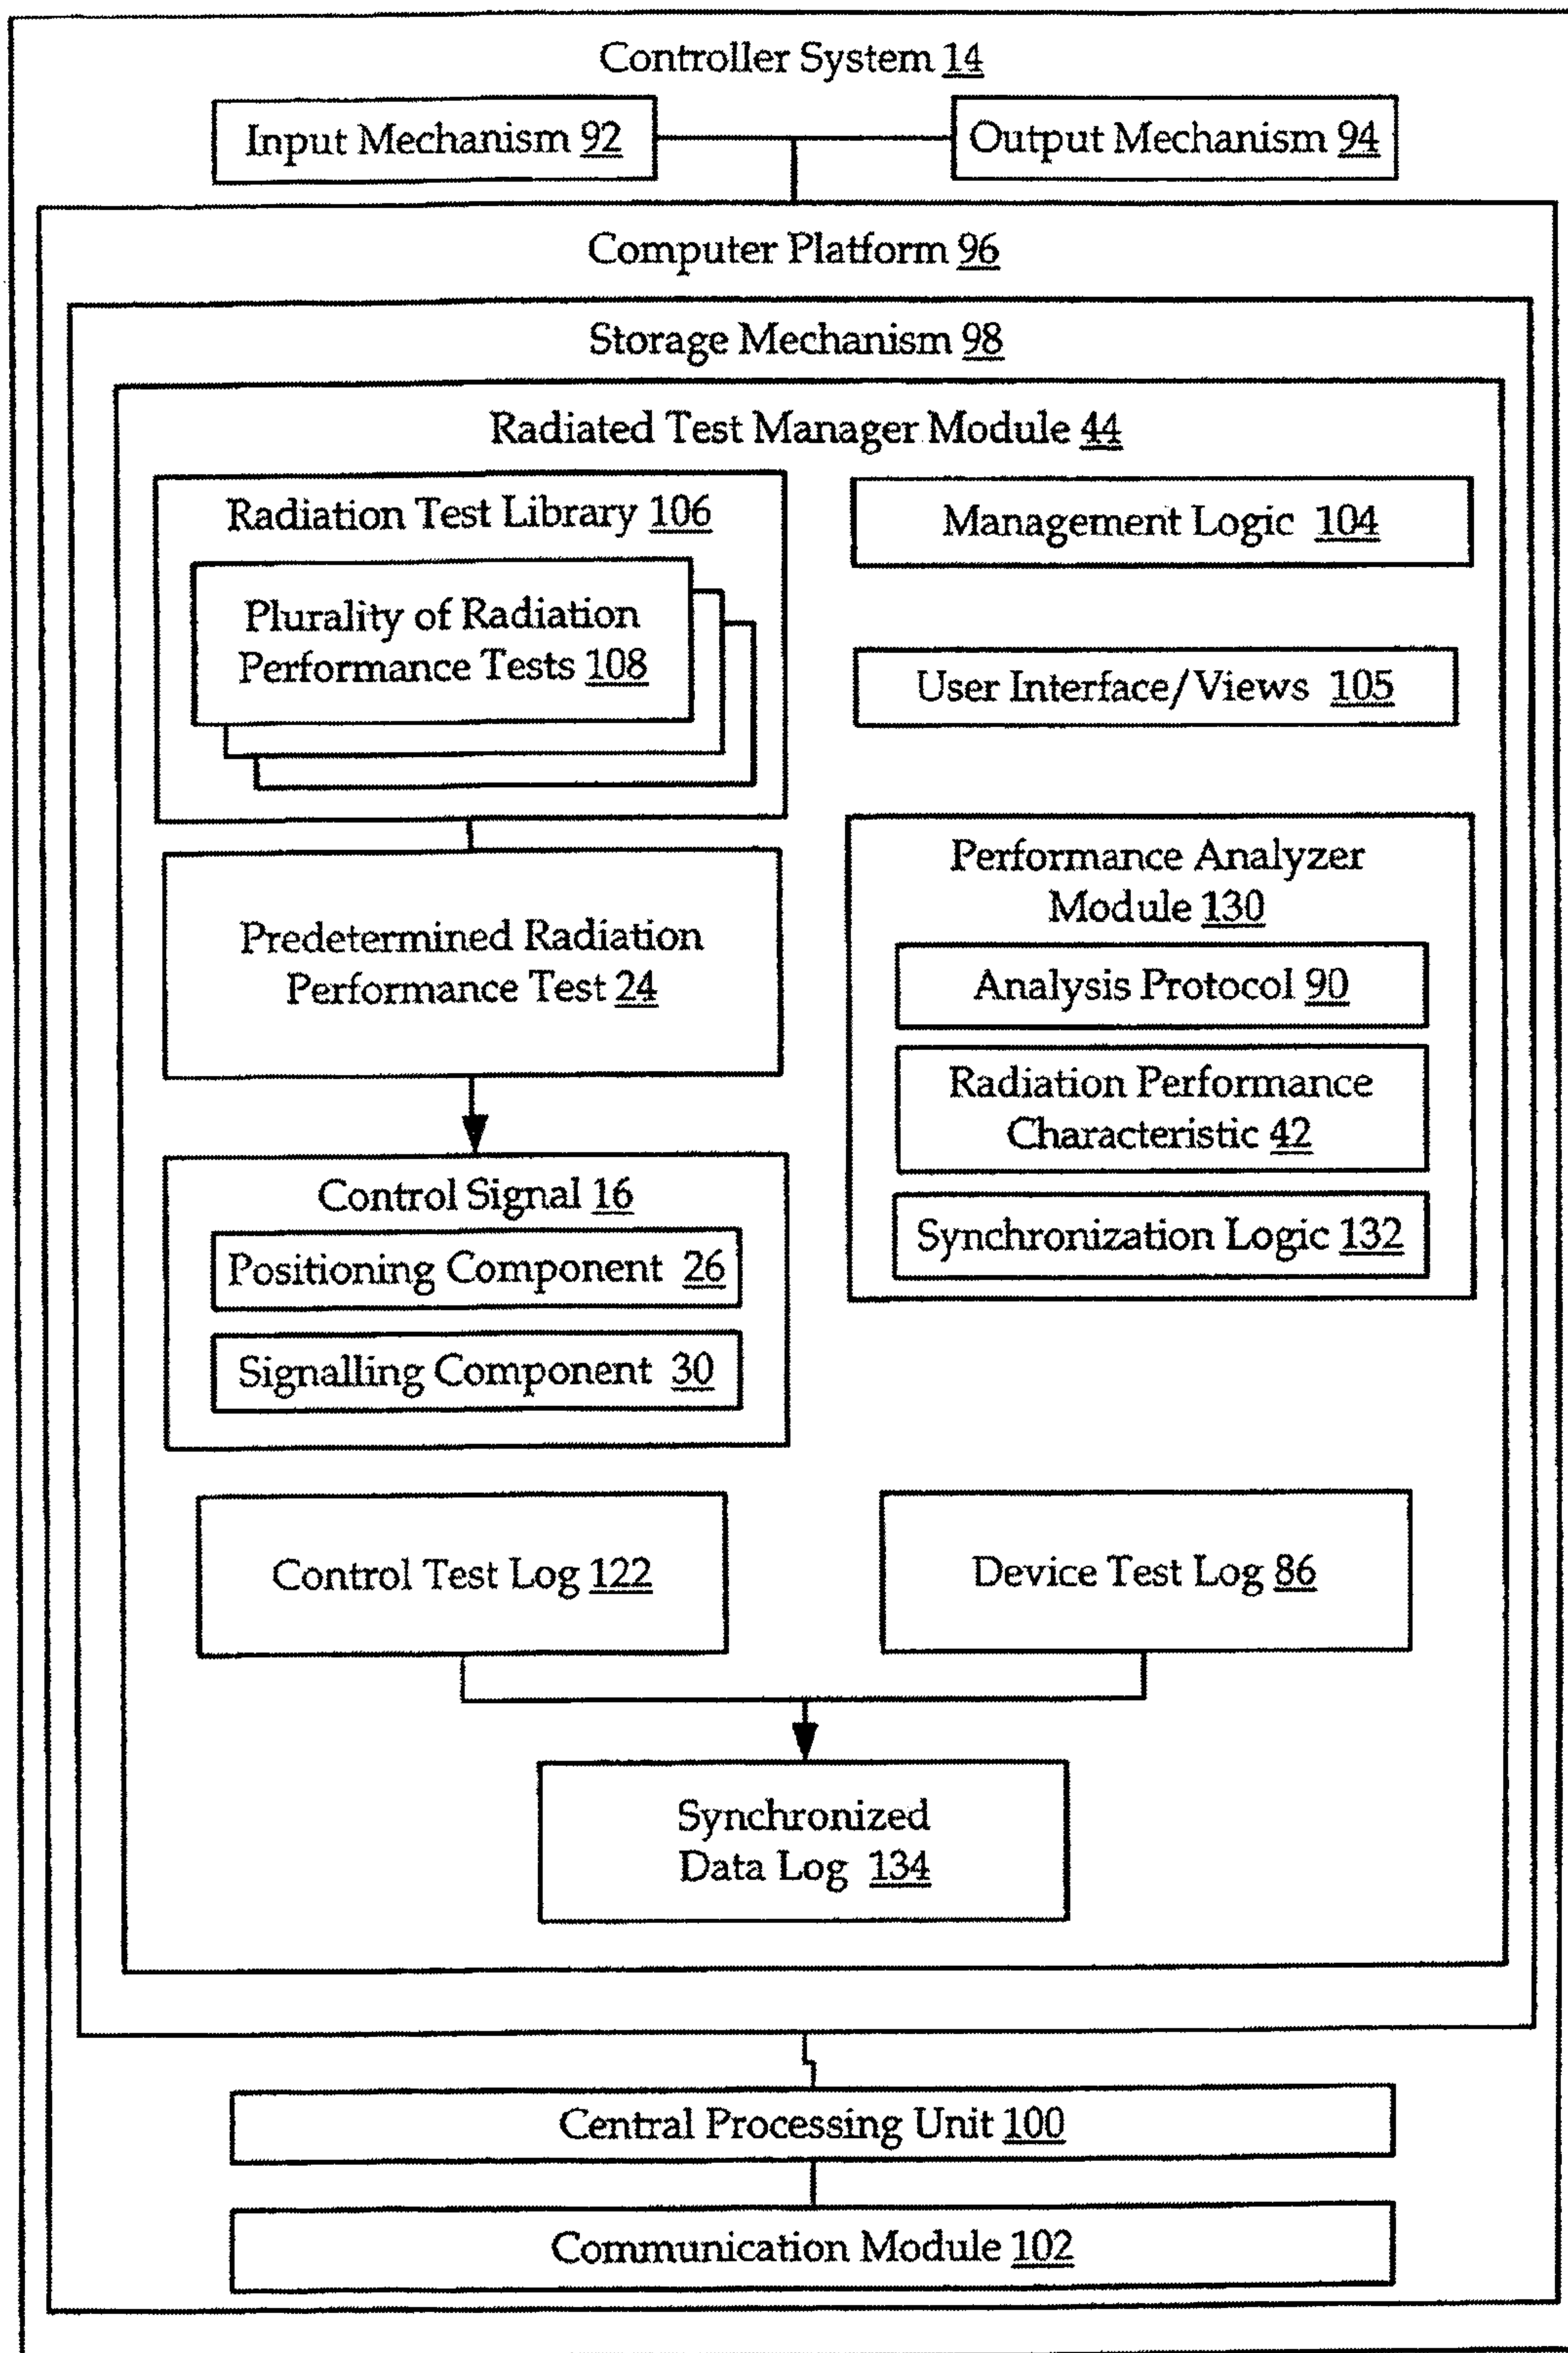 Controller System 14
Input Mechanism 92
Output Mechanism 94
Computer Platform 96
Storage Mechanism 98
Radiated Test Manager Module 44
Radiation Test Library 106
Plurality of Radiation
Performance Tests 108
Management Logic 104
User Interface/Views 105
Predetermined Radiation
Performance Test 24
Performance Analyzer
Module 130
Analysis Protocol 90
Radiation Performance
Characteristic 42
Synchronization Logic 132
Control Signal 16
Positioning Component 26
Signalling Component 30
Control Test Log 122
Device Test Log 86
Synchronized
Data Log 134
Central Processing Unit 100
Communication Module 102